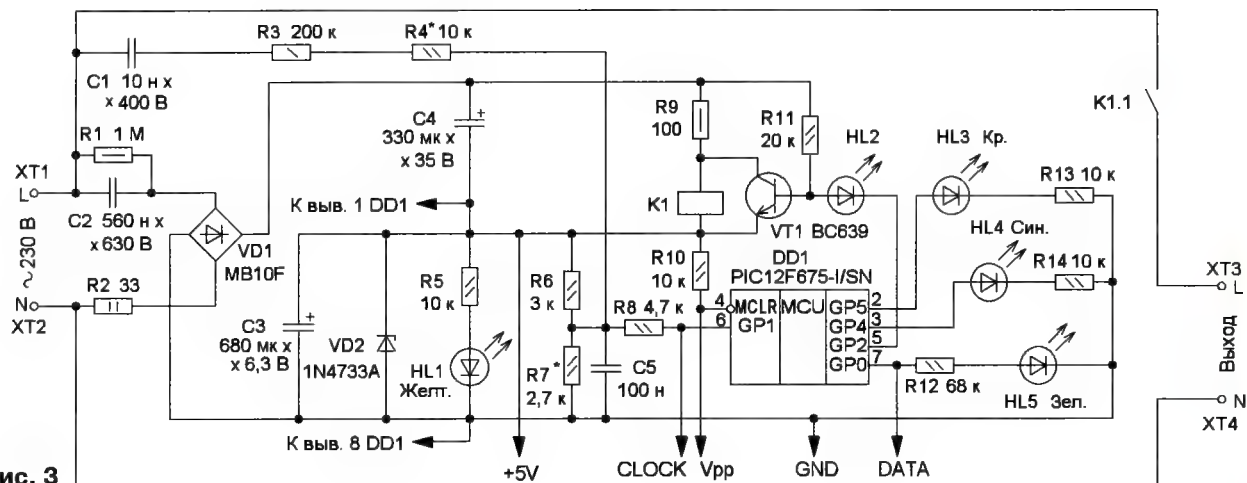 R3 200 к
R4* 10 к
C1 10 н х
х 400 В
R1 1 М
XT1
L
C2 560 н х
х 630 В
~230 В
N
XT2
R2 33
VD1
MB10F
C4
330 мк х
х 35 В
К выв. 1 DD1
C3
680 мк х
х 6,3 В
VD2
1N4733A
R5
10 к
HL1
Желт.
К выв. 8 DD1
+5V
R6
3 к
R7*
2,7 к
R8 4,7 к
C5
100 н
R9
100
K1
R10
10 к
R11
20 к
VT1 BC639
HL2
DD1
PIC12F675-I/SN
4
MCLR
MCU
GP5
2
6
GP1
GP4
3
GP2
5
GP0
7
HL3 Кр.
R13 10 к
HL4 Син.
R14 10 к
R12 68 к
HL5 Зел.
K1.1
XT3
L
Выход
N
XT4
CLOCK
Vpp
GND
DATA
ис. 3